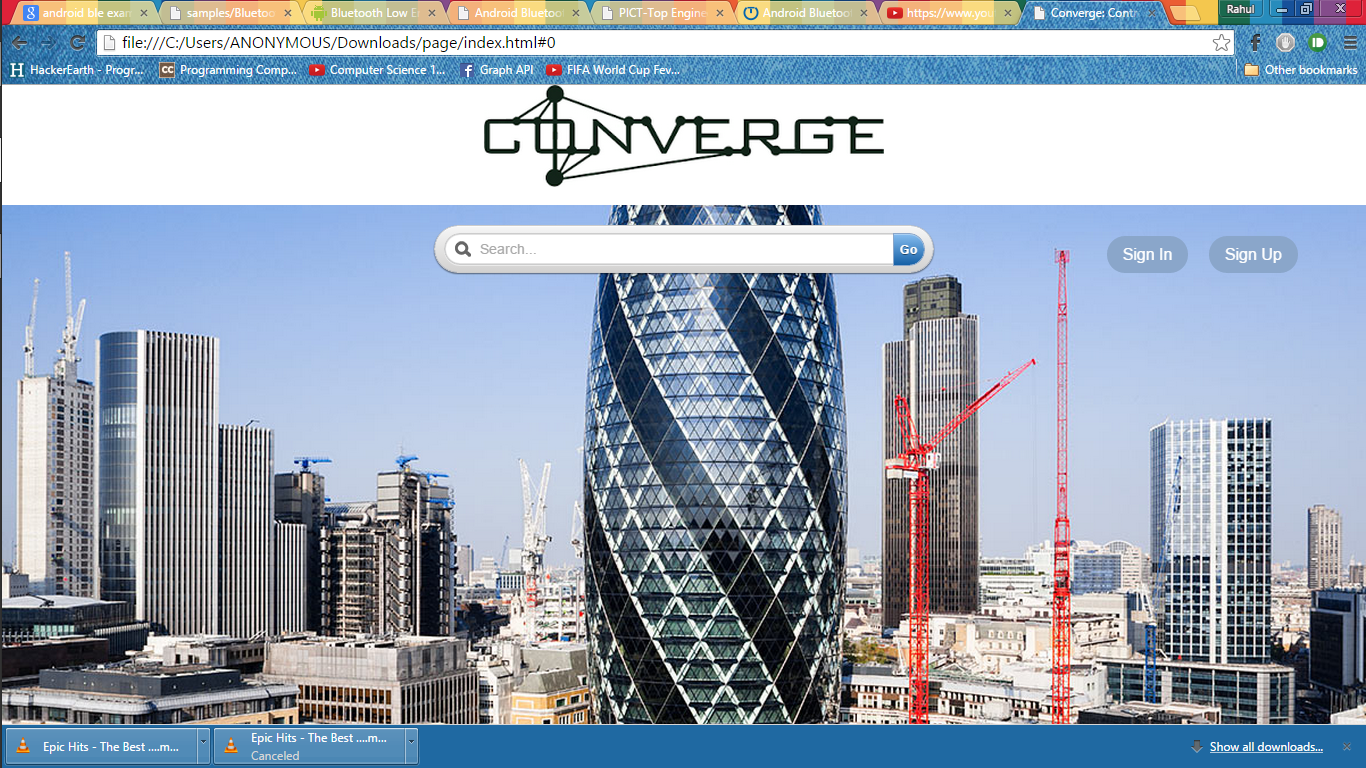 android ble exam
samples/Bluetoo
Bluetooth Low E
Android Bluetoo
PICT-Top Engine
Android Bluetoo
https://www.you
Converge: Cont
Rahul
file:///C:/Users/ANONYMOUS/Downloads/page/index.html#0
HackerEarth - Progr...
Programming Comp...
Computer Science 1...
Graph API
FIFA World Cup Fev...
Other bookmarks
CONVERGE
Search...
Go
Sign In
Sign Up
Epic Hits - The Best ....m...
Epic Hits - The Best ....m...
Canceled
Show all downloads...